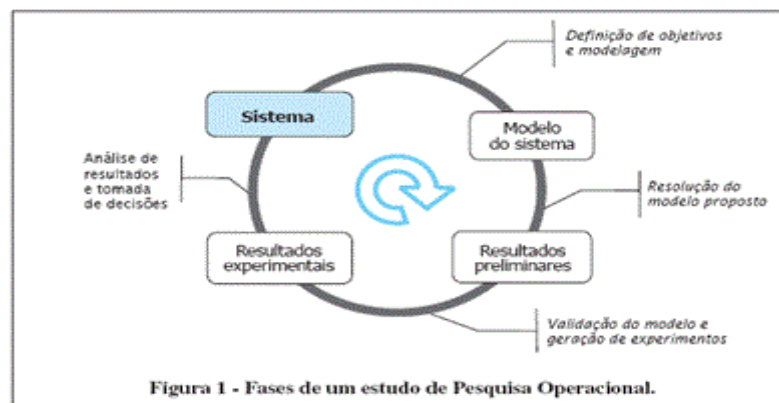 Definição de objetivos
e modelagem
Sistema
Modelo
do sistema
Análise de
resultados
e tomada
de decisões
Resolução do
modelo proposto
Resultados
experimentais
Resultados
preliminares
Validação do modelo e
geração de experimentos
Figura 1 - Fases de um estudo de Pesquisa Operacional.